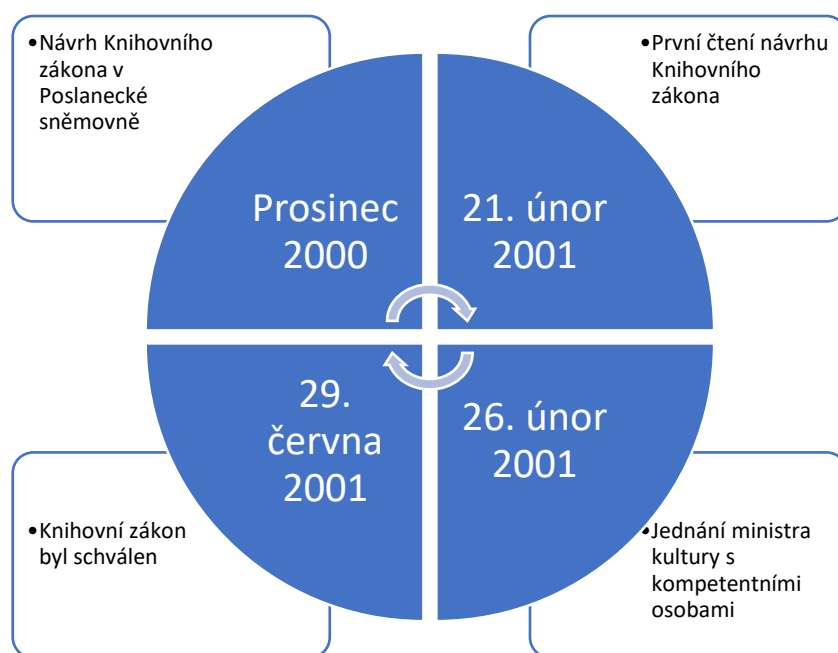 •Návrh Knihovního
zákona v
Poslanecké
sněmovně
Prosinec
2000
•První čtení návrhu
Knihovního
zákona
21. únor
2001
26. únor
2001
•Jednání ministra
kultury s
kompetentními
osobami
29.
června
2001
•Knihovní zákon
byl schválen